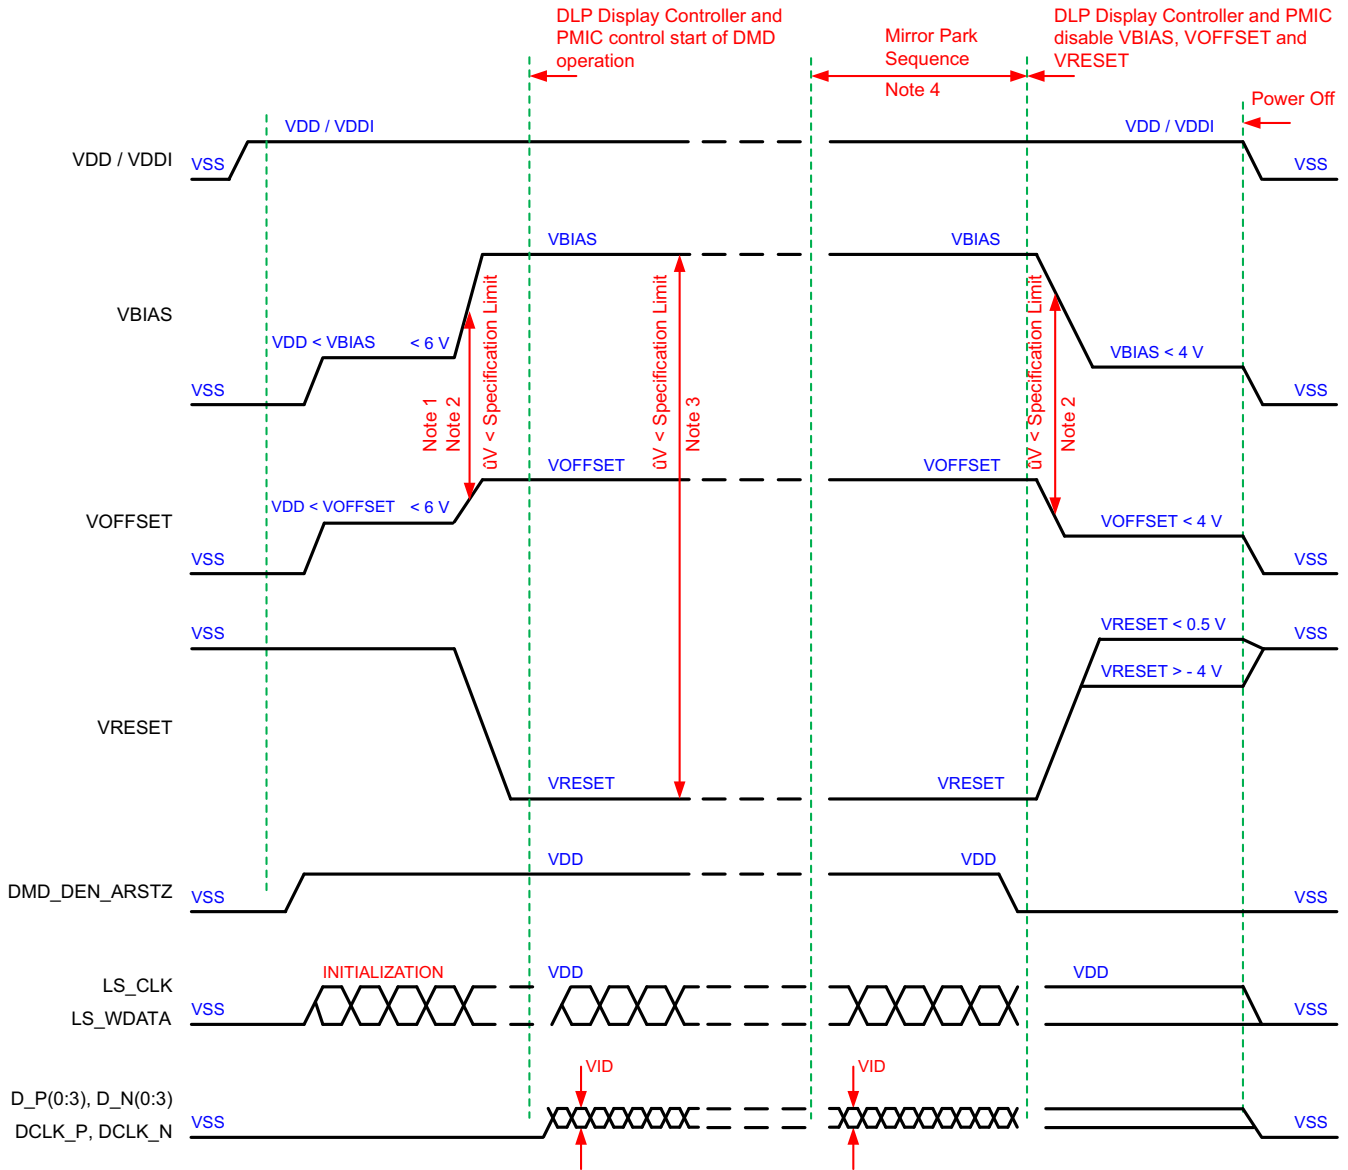 DLP Display Controller and
PMIC control start of DMD
operation
Mirror Park
Sequence
Note 4
DLP Display Controller and PMIC
disable VBIAS, VOFFSET and
VRESET
Power Off
VDD / VDDI
VSS
VDD / VDDI
VDD / VDDI
VSS
VBIAS
VSS
VDD < VBIAS
< 6 V
VBIAS
VBIAS
VBIAS < 4 V
VSS
Note 1
Note 2
ûV < Specification Limit
ûV < Specification Limit
Note 3
ûV < Specification Limit
Note 2
VOFFSET
VSS
VDD < VOFFSET
< 6 V
VOFFSET
VOFFSET
VOFFSET < 4 V
VSS
VRESET
VSS
VRESET
VRESET
VRESET < 0.5 V
VRESET > - 4 V
VSS
DMD_DEN_ARSTZ
VSS
VDD
VDD
VSS
LS_CLK
LS_WDATA
VSS
INITIALIZATION
VDD
VDD
VSS
D_P(0:3), D_N(0:3)
DCLK_P, DCLK_N
VSS
VID
VID
VSS